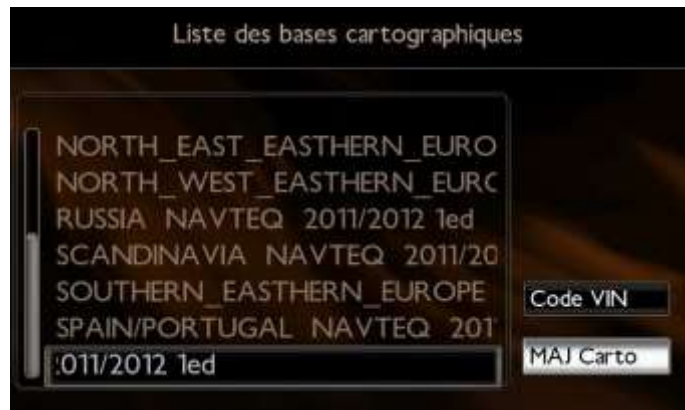 Liste des bases cartographiques
NORTH_EAST_EASTHERN_EURO
NORTH_WEST_EASTHERN_EURC
RUSSIA NAVTEQ 2011/2012 1ed
SCANDINAVIA NAVTEQ 2011/20
SOUTHERN_EASTHERN_EUROPE
SPAIN/PORTUGAL NAVTEQ 201
:011/2012 1ed
Code VIN
MAJ Carto